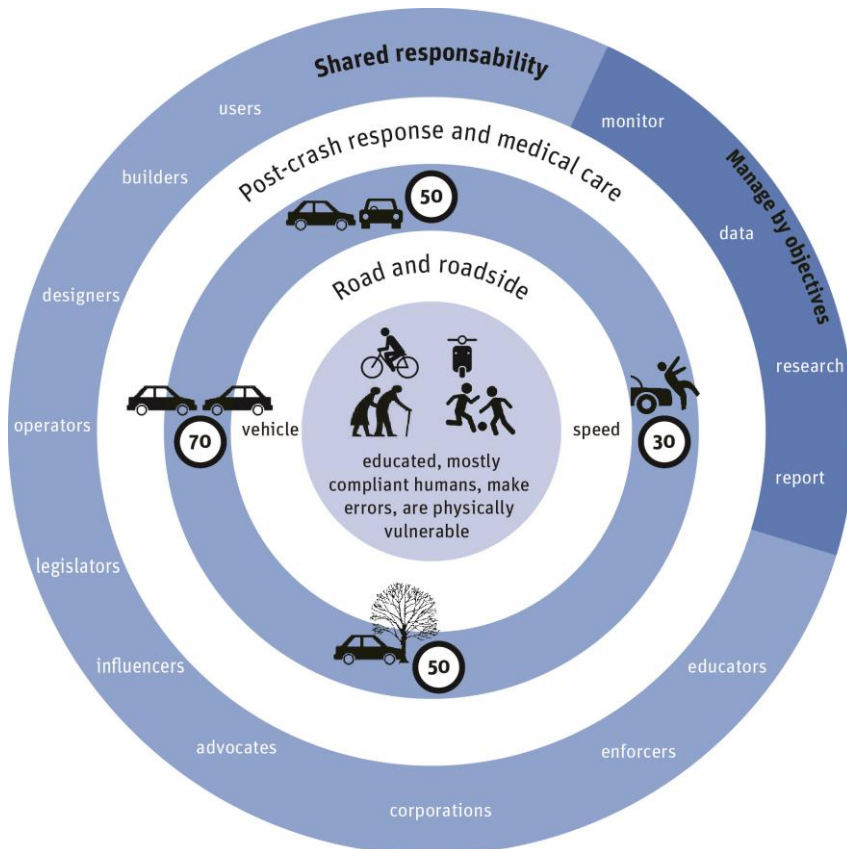 Shared responsability
users
builders
designers
operators
legislators
influencers
advocates
corporations
enforcers
educators
Manage by objectives
monitor
data
research
report
Post-crash response and medical care
50
Road and roadside
70
vehicle
speed
30
educated, mostly
compliant humans, make
errors, are physically
vulnerable
50